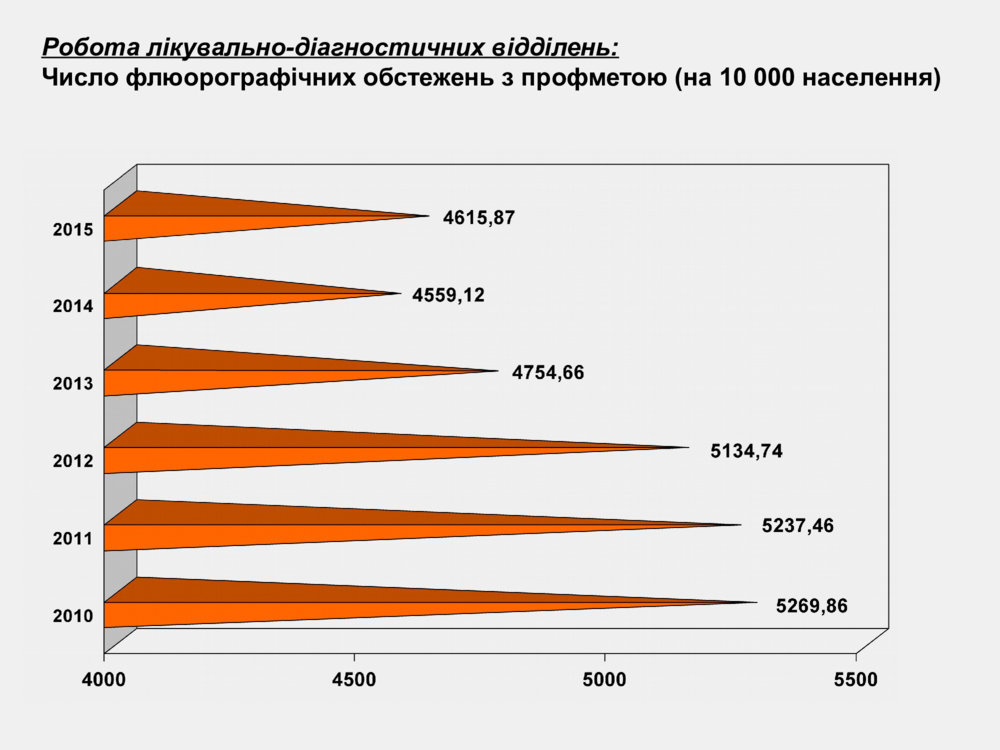 Робота лікувально-діагностичних відділень:
Число флюорографічних обстежень з профметою (на 10 000 населення)
2015 4615,87
2014 4559,12
2013 4754,66
2012 5134,74
2011 5237,46
2010 5269,86
4000 4500 5000 5500